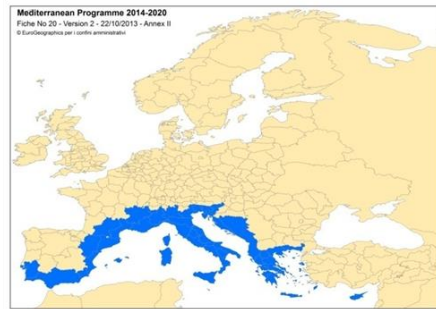 Mediterranean Programme 2014-2020
Fiche No 20 - Version 2 - 22/10/2013 - Annex II
© EuroGeographics per i confini amministrativi